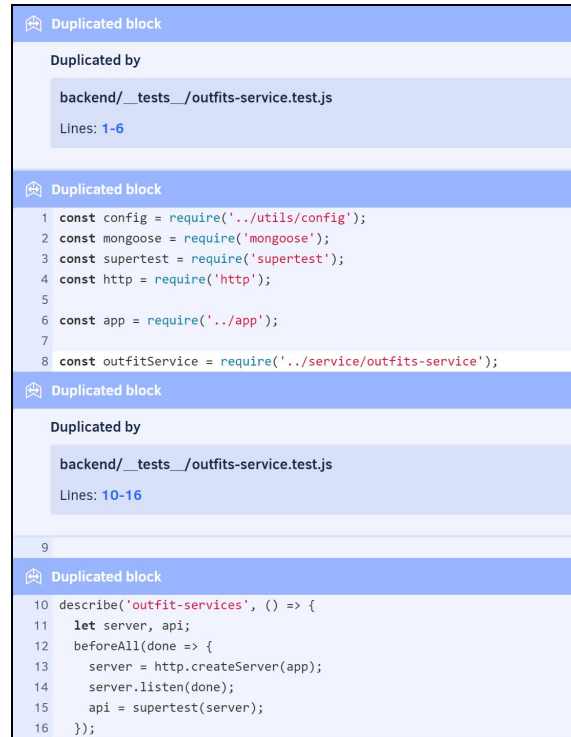 Duplicated block
Duplicated by
backend/__tests__/outfits-service.test.js
Lines: 1-6
Duplicated block
1 const config = require('../utils/config');
2 const mongoose = require('mongoose');
3 const supertest = require('supertest');
4 const http = require('http');
5
6 const app = require('../app');
7
8 const outfitService = require('../service/outfits-service');
Duplicated block
Duplicated by
backend/__tests__/outfits-service.test.js
Lines: 10-16
9
Duplicated block
10 describe('outfit-services', () => {
11   let server, api;
12   beforeAll(done => {
13     server = http.createServer(app);
14     server.listen(done);
15     api = supertest(server);
16   });